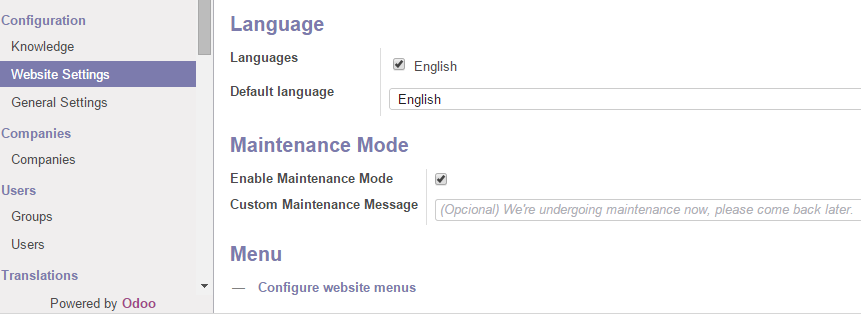 Configuration
Knowledge
Website Settings
General Settings
Companies
Companies
Users
Groups
Users
Translations
Powered by Odoo
Language
Languages English
Default language English
Maintenance Mode
Enable Maintenance Mode
Custom Maintenance Message (Opcional) We're undergoing maintenance now, please come back later.
Menu
— Configure website menus